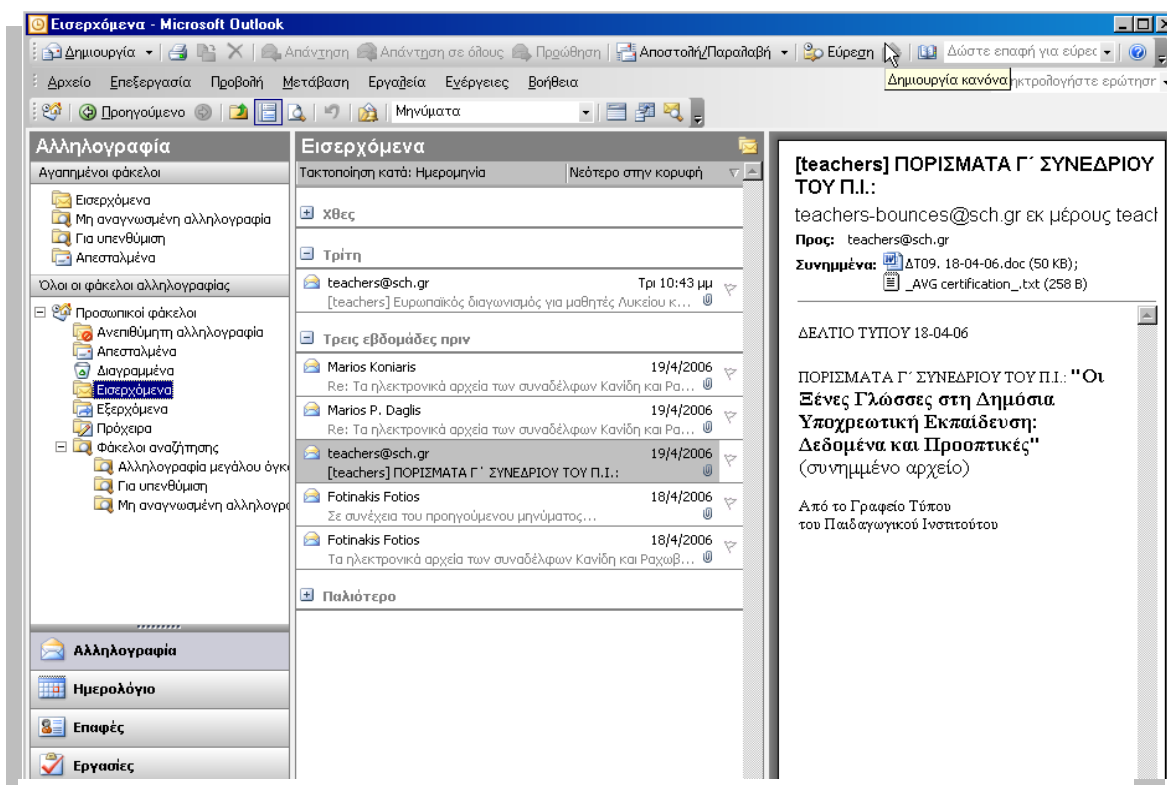 Εισερχόμενα - Microsoft Outlook
Δημιουργία Απάντηση Απάντηση σε όλους Προώθηση Αποστολή/Παραλαβή Εύρεση Δώστε επαφή για εύρεσ
Δημιουργία κανόνα
Αρχείο Επεξεργασία Προβολή Μετάβαση Εργαλεία Ενέργειες Βοήθεια ηκτρολογήστε ερώτησ
Προηγούμενο Μηνύματα
Αλληλογραφία
Αγαπημένοι φάκελοι
Εισερχόμενα
Μη αναγνωσμένη αλληλογραφία
Για υπενθύμιση
Απεσταλμένα
Όλοι οι φάκελοι αλληλογραφίας
Προσωπικοί φάκελοι
Ανεπιθύμητη αλληλογραφία
Απεσταλμένα
Διαγραμμένα
Εισερχόμενα
Εξερχόμενα
Πρόχειρα
Φάκελοι αναζήτησης
Αλληλογραφία μεγάλου όγκ
Για υπενθύμιση
Μη αναγνωσμένη αλληλογρα
Αλληλογραφία
Ημερολόγιο
Επαφές
Εργασίες
Εισερχόμενα
Τακτοποίηση κατά: Ημερομηνία Νεότερο στην κορυφή
Χθες
Τρίτη
teachers@sch.gr Τρι 10:43 μμ
[teachers] Ευρωπαϊκός διαγωνισμός για μαθητές Λυκείου κ...
Τρεις εβδομάδες πριν
Marios Koniaris 19/4/2006
Re: Τα ηλεκτρονικά αρχεία των συναδέλφων Κανίδη και Ρα...
Marios P. Daglis 19/4/2006
Re: Τα ηλεκτρονικά αρχεία των συναδέλφων Κανίδη και Ρα...
teachers@sch.gr 19/4/2006
[teachers] ΠΟΡΙΣΜΑΤΑ Γ΄ ΣΥΝΕΔΡΙΟΥ ΤΟΥ Π.Ι.:
Fotinakis Fotios 18/4/2006
Σε συνέχεια του προηγούμενου μηνύματος...
Fotinakis Fotios 18/4/2006
Τα ηλεκτρονικά αρχεία των συναδέλφων Κανίδη και Ραχωβ...
Παλιότερο
[teachers] ΠΟΡΙΣΜΑΤΑ Γ΄ ΣΥΝΕΔΡΙΟΥ
ΤΟΥ Π.Ι.:
teachers-bounces@sch.gr εκ μέρους teach
Προς: teachers@sch.gr
Συνημμένα: ΔΤ09. 18-04-06.doc (50 KB);
_AVG certification_.txt (258 B)
ΔΕΛΤΙΟ ΤΥΠΟΥ 18-04-06
ΠΟΡΙΣΜΑΤΑ Γ΄ ΣΥΝΕΔΡΙΟΥ ΤΟΥ Π.Ι.: "Οι
Ξένες Γλώσσες στη Δημόσια
Υποχρεωτική Εκπαίδευση:
Δεδομένα και Προοπτικές"
(συνημμένο αρχείο)
Από το Γραφείο Τύπου
του Παιδαγωγικού Ινστιτούτου